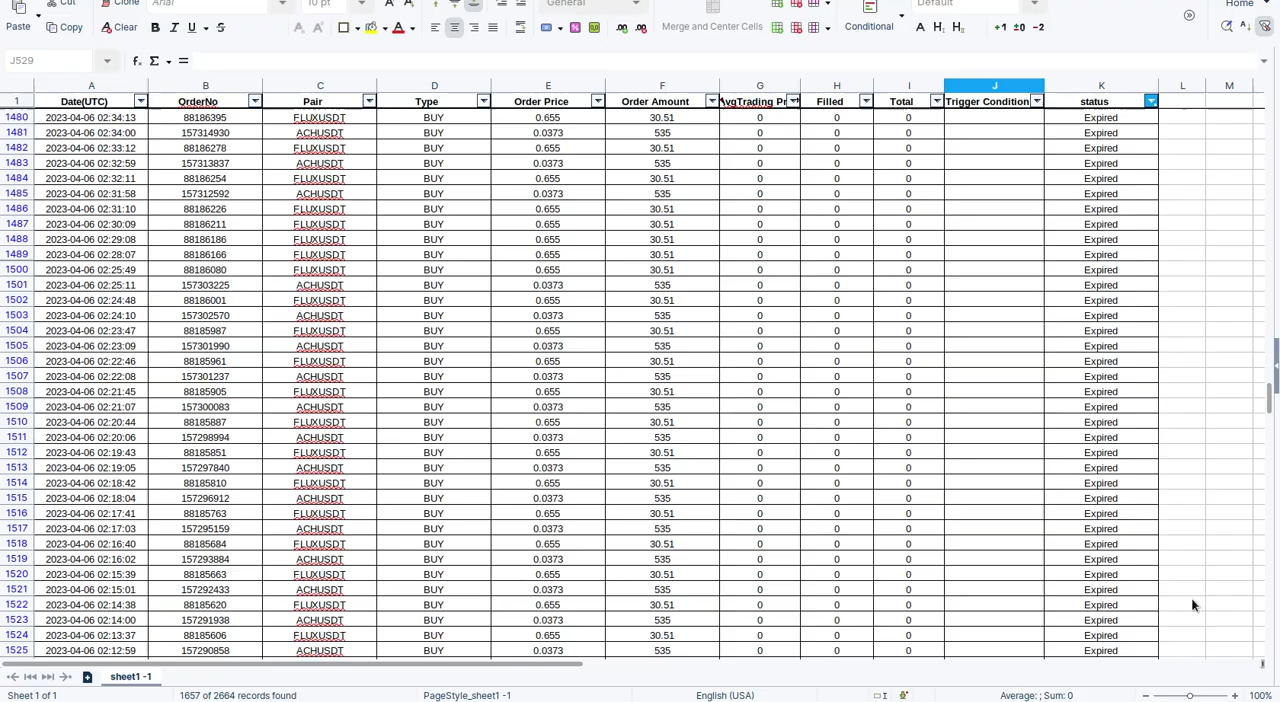 Clone Arial 10 pt General Default Home
Paste Copy Clear B I U S Merge and Cenetr Cells Conditional A H₁ H₂ +1 ±0 -2
J529 fx Σ =
A B C D E F G H I J K L M
1 Date(UTC) OrderNo Pair Type Order Price Order Amount Filled Total Trigger Condition status
1480 2023-04-06 02:34:13 88186395 FLUXUSDT BUY 0.655 30.51 0 0 0 Expired
1481 2023-04-06 02:34:00 157314930 ACHUSDT BUY 0.0373 535 0 0 0 Expired
1482 2023-04-06 02:33:12 88186278 FLUXUSDT BUY 0.655 30.51 0 0 0 Expired
1483 2023-04-06 02:32:59 157313837 ACHUSDT BUY 0.0373 535 0 0 0 Expired
1484 2023-04-06 02:32:11 88186254 FLUXUSDT BUY 0.655 30.51 0 0 0 Expired
1485 2023-04-06 02:31:58 157312592 ACHUSDT BUY 0.0373 535 0 0 0 Expired
1486 2023-04-06 02:31:10 88186226 FLUXUSDT BUY 0.655 30.51 0 0 0 Expired
1487 2023-04-06 02:30:09 88186211 FLUXUSDT BUY 0.655 30.51 0 0 0 Expired
1488 2023-04-06 02:29:08 88186186 FLUXUSDT BUY 0.655 30.51 0 0 0 Expired
1489 2023-04-06 02:28:07 88186166 FLUXUSDT BUY 0.655 30.51 0 0 0 Expired
1500 2023-04-06 02:25:49 88186080 FLUXUSDT BUY 0.655 30.51 0 0 0 Expired
1501 2023-04-06 02:25:11 157303225 ACHUSDT BUY 0.0373 535 0 0 0 Expired
1502 2023-04-06 02:24:48 88186001 FLUXUSDT BUY 0.655 30.51 0 0 0 Expired
1503 2023-04-06 02:24:10 157302570 ACHUSDT BUY 0.0373 535 0 0 0 Expired
1504 2023-04-06 02:23:47 88185987 FLUXUSDT BUY 0.655 30.51 0 0 0 Expired
1505 2023-04-06 02:23:09 157301990 ACHUSDT BUY 0.0373 535 0 0 0 Expired
1506 2023-04-06 02:22:46 88185961 FLUXUSDT BUY 0.655 30.51 0 0 0 Expired
1507 2023-04-06 02:22:08 157301237 ACHUSDT BUY 0.0373 535 0 0 0 Expired
1508 2023-04-06 02:21:45 88185905 FLUXUSDT BUY 0.655 30.51 0 0 0 Expired
1509 2023-04-06 02:21:07 157300083 ACHUSDT BUY 0.0373 535 0 0 0 Expired
1510 2023-04-06 02:20:44 88185887 FLUXUSDT BUY 0.655 30.51 0 0 0 Expired
1511 2023-04-06 02:20:06 157298994 ACHUSDT BUY 0.0373 535 0 0 0 Expired
1512 2023-04-06 02:19:43 88185851 FLUXUSDT BUY 0.655 30.51 0 0 0 Expired
1513 2023-04-06 02:19:05 157297840 ACHUSDT BUY 0.0373 535 0 0 0 Expired
1514 2023-04-06 02:18:42 88185810 FLUXUSDT BUY 0.655 30.51 0 0 0 Expired
1515 2023-04-06 02:18:04 157296912 ACHUSDT BUY 0.0373 535 0 0 0 Expired
1516 2023-04-06 02:17:41 88185763 FLUXUSDT BUY 0.655 30.51 0 0 0 Expired
1517 2023-04-06 02:17:03 157295159 ACHUSDT BUY 0.0373 535 0 0 0 Expired
1518 2023-04-06 02:16:40 88185684 FLUXUSDT BUY 0.655 30.51 0 0 0 Expired
1519 2023-04-06 02:16:02 157293884 ACHUSDT BUY 0.0373 535 0 0 0 Expired
1520 2023-04-06 02:15:39 88185663 FLUXUSDT BUY 0.655 30.51 0 0 0 Expired
1521 2023-04-06 02:15:01 157292433 ACHUSDT BUY 0.0373 535 0 0 0 Expired
1522 2023-04-06 02:14:38 88185620 FLUXUSDT BUY 0.655 30.51 0 0 0 Expired
1523 2023-04-06 02:14:00 157291938 ACHUSDT BUY 0.0373 535 0 0 0 Expired
1524 2023-04-06 02:13:37 88185606 FLUXUSDT BUY 0.655 30.51 0 0 0 Expired
1525 2023-04-06 02:12:59 157290858 ACHUSDT BUY 0.0373 535 0 0 0 Expired
sheet1 -1
Sheet 1 of 1 1657 of 2664 records found PageStyle_sheet1 -1 English (USA) Average: ; Sum: 0 100%